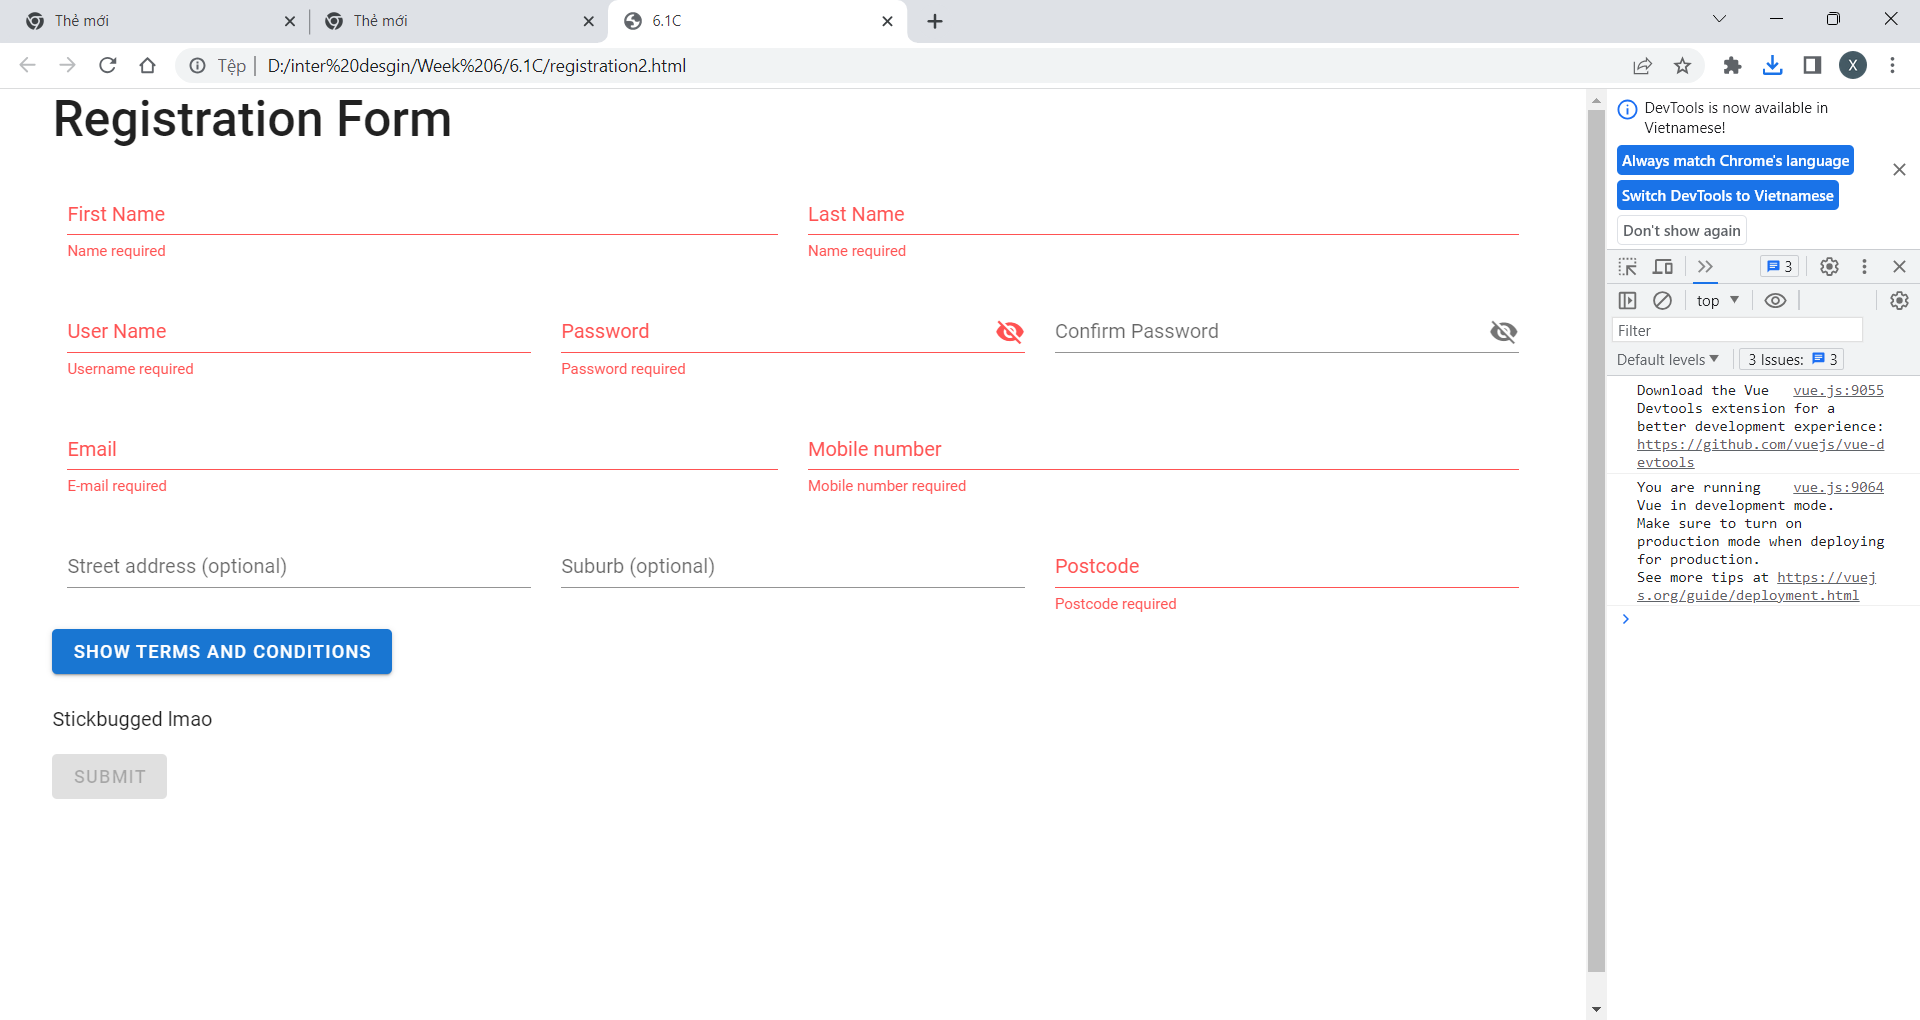 Thẻ mới
Thẻ mới
6.1C
Tệp
D:/inter%20desgin/Week%206/6.1C/registration2.html
X
Registration Form
First Name
Name required
Last Name
Name required
User Name
Username required
Password
Password required
Confirm Password
Email
E-mail required
Mobile number
Mobile number required
Street address (optional)
Suburb (optional)
Postcode
Postcode required
SHOW TERMS AND CONDITIONS
Stickbugged lmao
SUBMIT
DevTools is now available in
Vietnamese!
Always match Chrome's language
Switch DevTools to Vietnamese
Don't show again
3
top
Filter
Default levels
3 Issues: 3
Download the Vue vue.js:9055
Devtools extension for a
better development experience:
https://github.com/vuejs/vue-d
evtools
You are running vue.js:9064
Vue in development mode.
Make sure to turn on
production mode when deploying
for production.
See more tips at https://vuej
s.org/guide/deployment.html